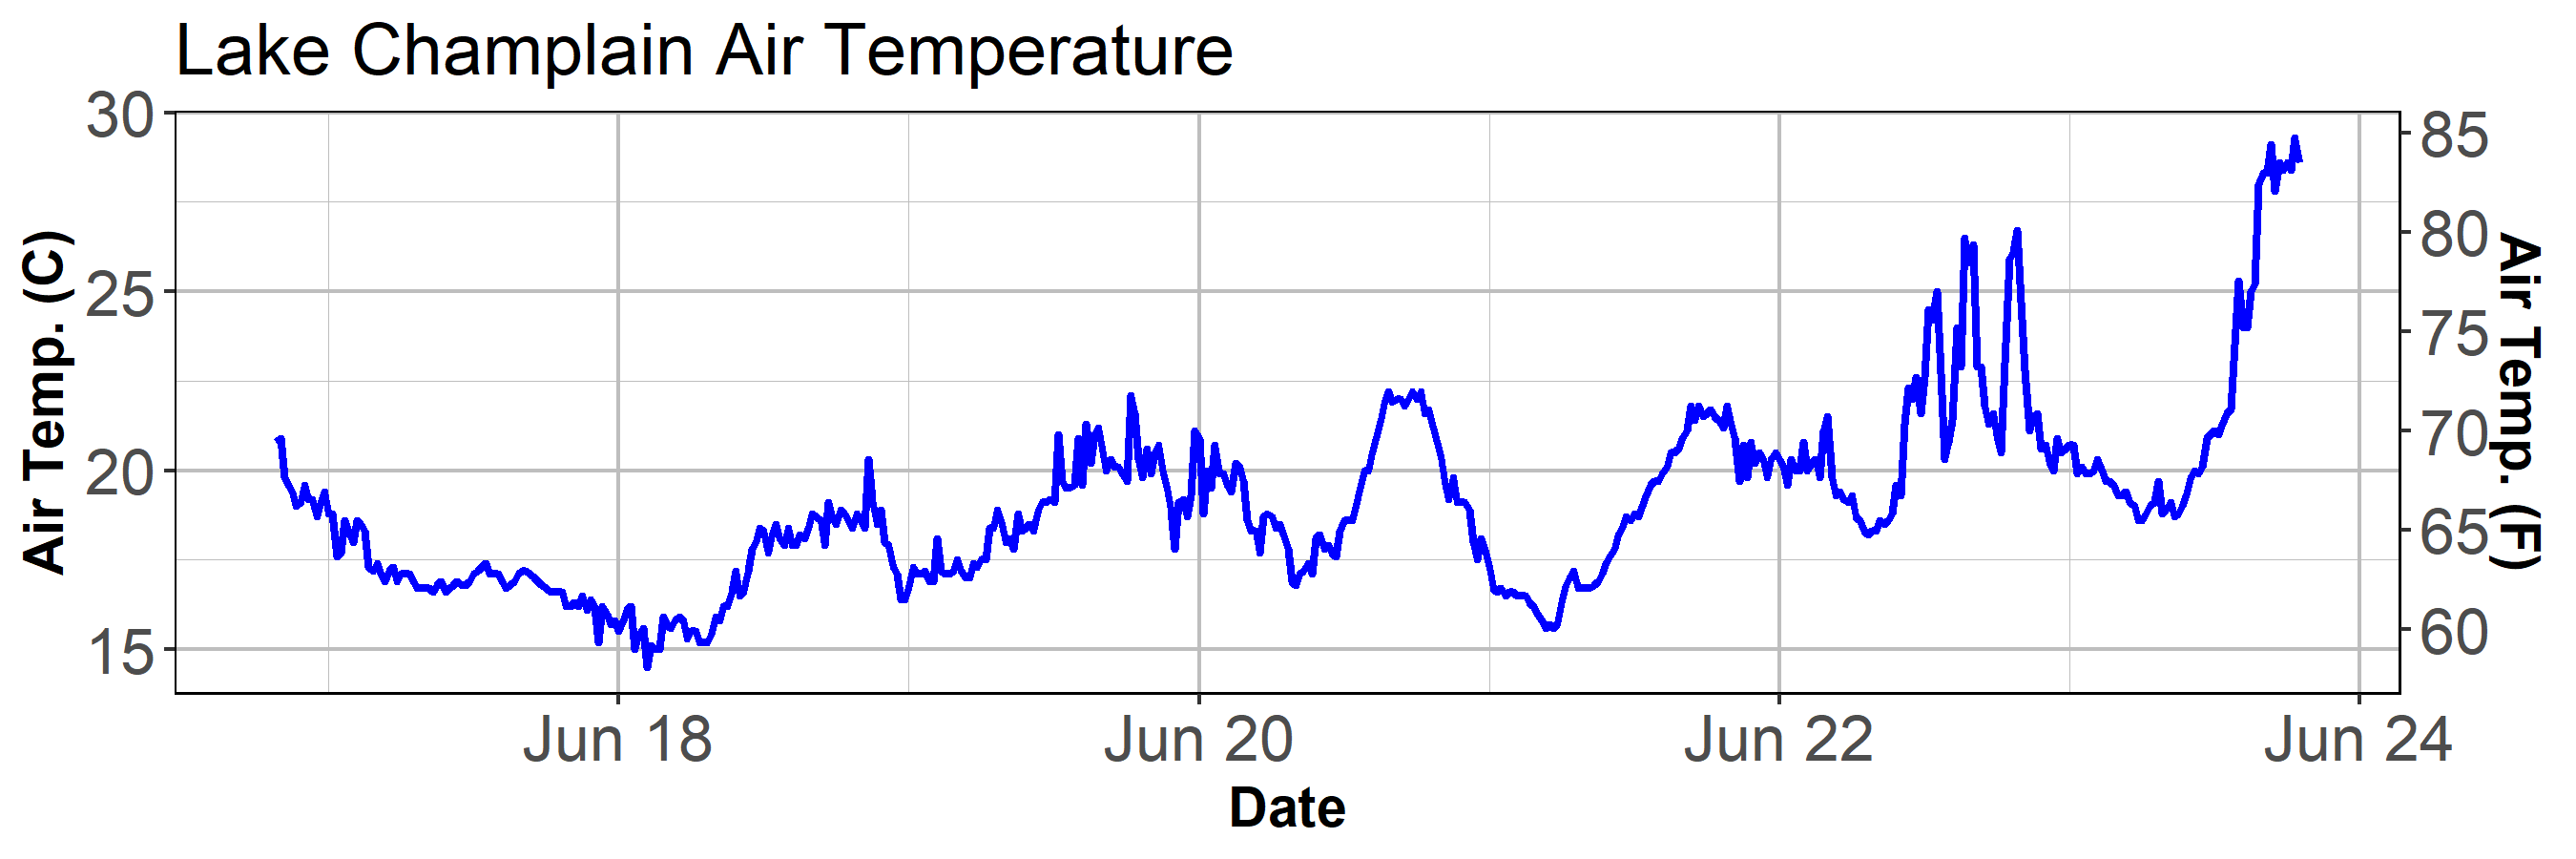 Lake Champlain Air Temperature
Air Temp. (C)
30
25
20
15
85
80
75
70
65
60
Air Temp. (F)
Jun 18
Jun 20
Jun 22
Jun 24
Date